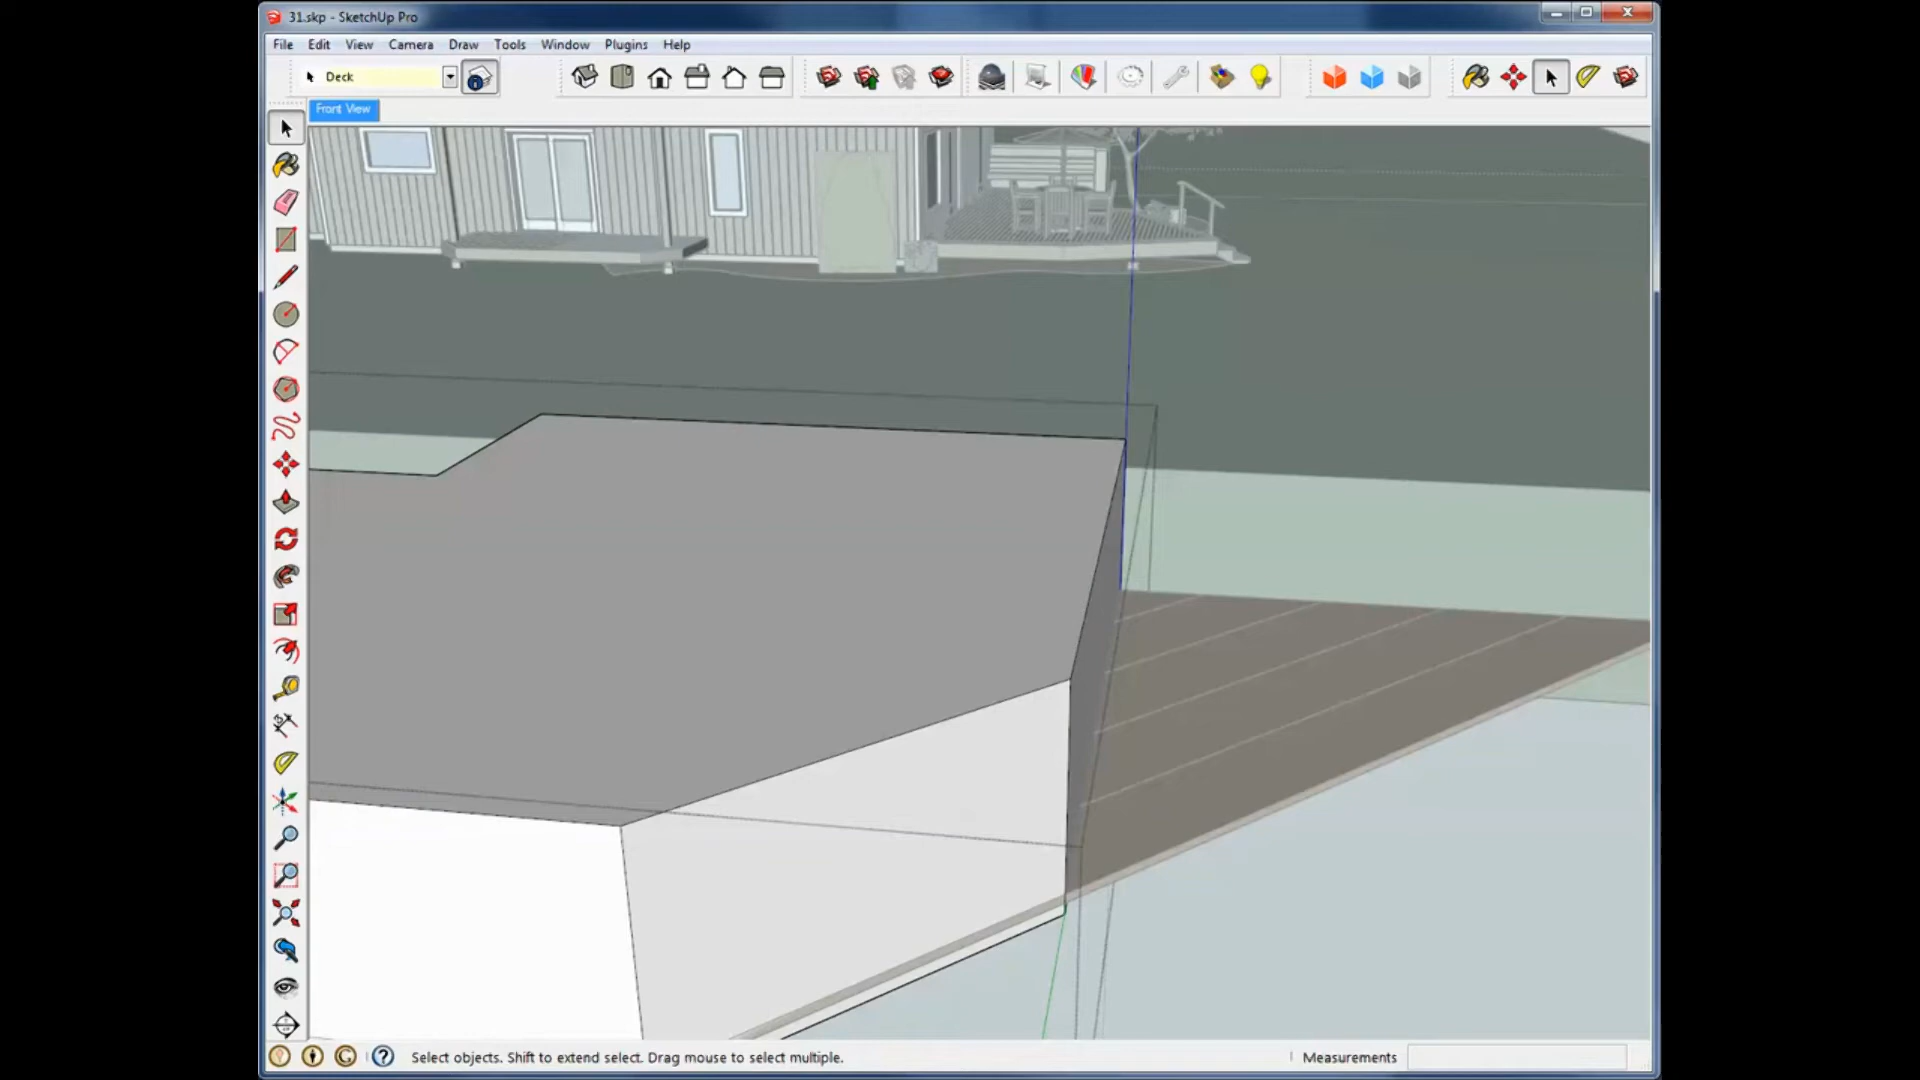 31.skp - SketchUp Pro
File Edit View Camera Draw Tools Window Plugins Help
Deck
Front View
Select objects. Shift to extend select. Drag mouse to select multiple.
Measurements